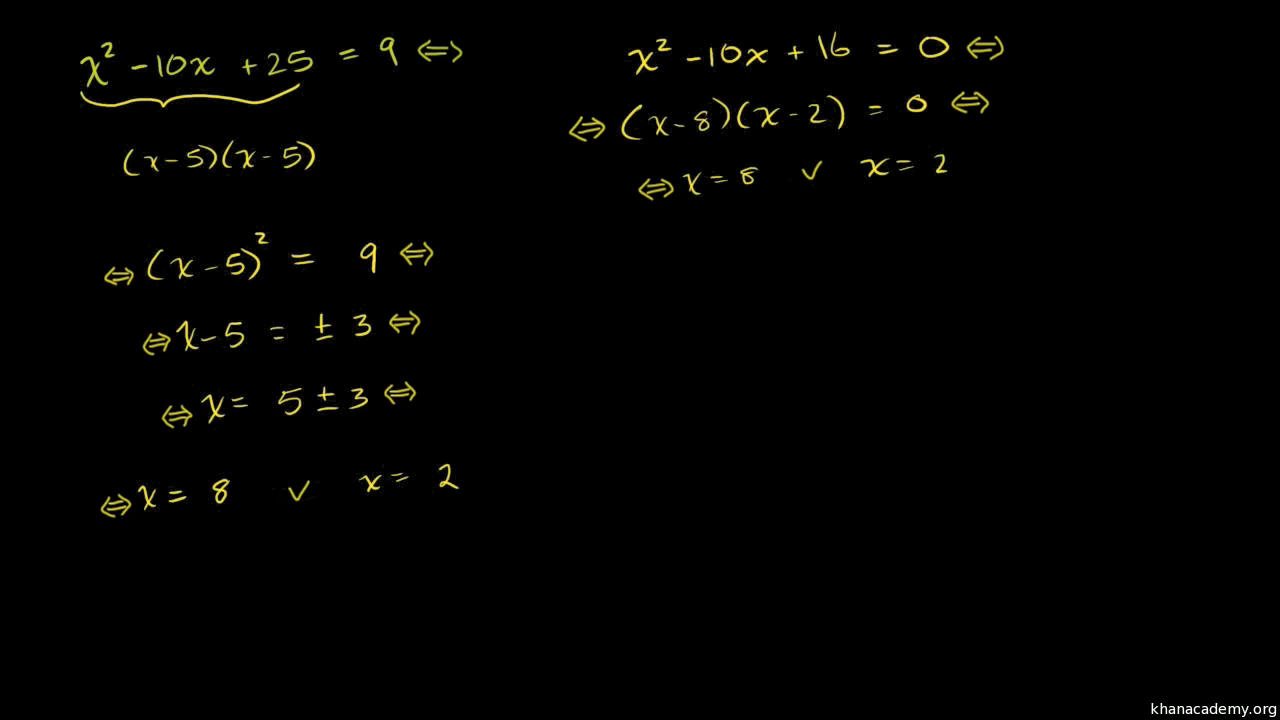 x² -10x +25 = 9 ⇔
(x-5)(x-5)
⇔ (x-5)² = 9 ⇔
⇔ x-5 = ± 3 ⇔
⇔ x = 5 ± 3 ⇔
⇔ x = 8 ∨ x = 2
x² -10x + 16 = 0 ⇔
⇔ (x-8)(x-2) = 0 ⇔
⇔ x = 8 ∨ x = 2
khanacademy.org